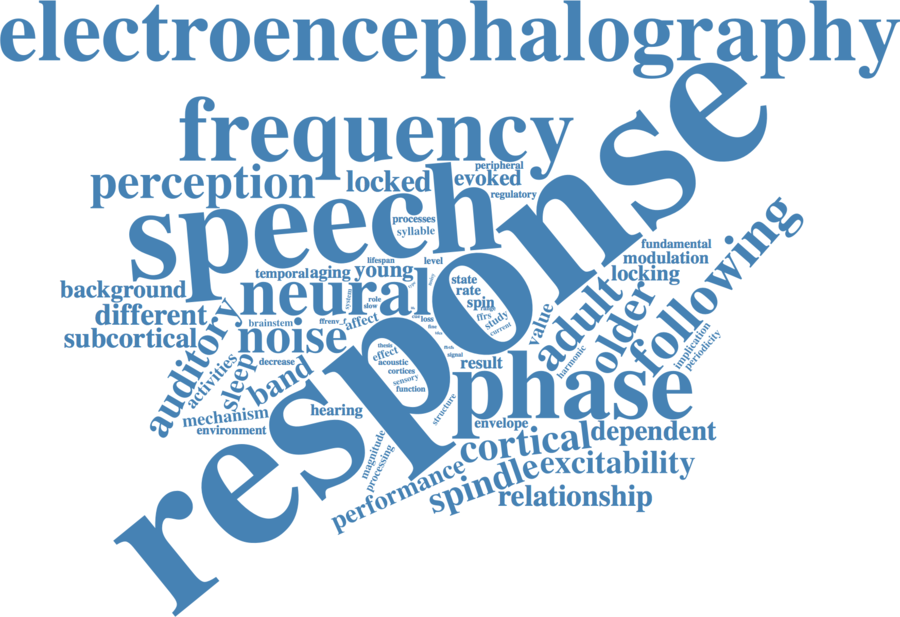 electroencephalography
response
frequency
peripheral
perception
locked
evoked
regulatory
speech
processes
syllable
following
fundamental
lifespan
level
modulation
temporal
aging
young
state
locking
background
neural
rate
adult
system
role
slow
spin
older
different
ffrs
study
current
value
auditory
subcortical
noise
brainstem
ffrenv_f
affect
loss
implication
periodicity
harmonic
thesis
effect
signal
decrease
acoustic
result
activities
sleep
band
cortices
sensory
function
phase
mechanism
hearing
structure
environment
envelope
cortical
dependent
magnitude
processing
performance
spindle
excitability
relationship